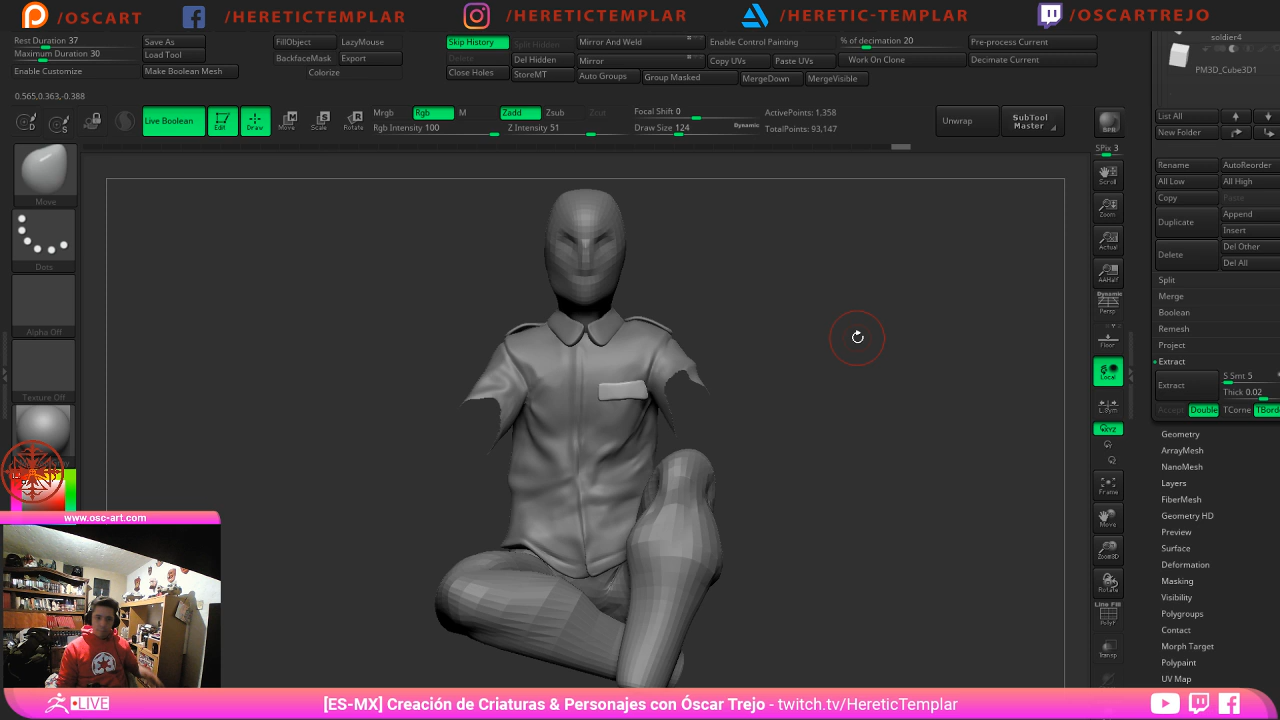 /OSCART
/HERETICTEMPLAR
/HERETICTEMPLAR
/HERETIC-TEMPLAR
/OSCARTREJO
Rest Duration 37
Maximum Duration 30
Enable Customize
Save As
Load Tool
Make Boolean Mesh
FillObject
LazyMouse
BackfaceMask
Export
Colorize
Skip History
Split Hidden
Delete
Del Hidden
Close Holes
StoreMT
Mirror And Weld
Mirror
Auto Groups
Group Masked
Enable Control Painting
Copy UVs
Paste UVs
MergeDown
MergeVisible
% of decimation 20
Work On Clone
Pre-process Current
Decimate Current
soldier4
PM3D_Cube3D1
0.565,0.363,-0.388
Live Boolean
Edit
Draw
Move
Scale
Rotate
Mrgb
Rgb
M
Rgb Intensity 100
Zadd
Zsub
Zcut
Z Intensity 51
Focal Shift 0
Draw Size 124
Dynamic
ActivePoints: 1,358
TotalPoints: 93,147
Unwrap
SubTool
Master
BPR
SPix 3
Scroll
Zoom
Actual
AAHalf
Dynamic
Persp
Floor
Local
L.Sym
XYZ
Frame
Move
Zoom3D
Rotate
Line Fill
PolyF
Transp
Move
Dots
Alpha Off
Texture Off
List All
New Folder
Rename
AutoReorder
All Low
All High
Copy
Paste
Duplicate
Append
Insert
Delete
Del Other
Del All
Split
Merge
Boolean
Remesh
Project
Extract
Extract
S Smt 5
Thick 0.02
Accept
Double
TCorne
TBord
Geometry
ArrayMesh
NanoMesh
Layers
FiberMesh
Geometry HD
Preview
Surface
Deformation
Masking
Visibility
Polygroups
Contact
Morph Target
Polypaint
UV Map
www.osc-art.com
LIVE
[ES-MX] Creación de Criaturas & Personajes con Óscar Trejo - twitch.tv/HereticTemplar